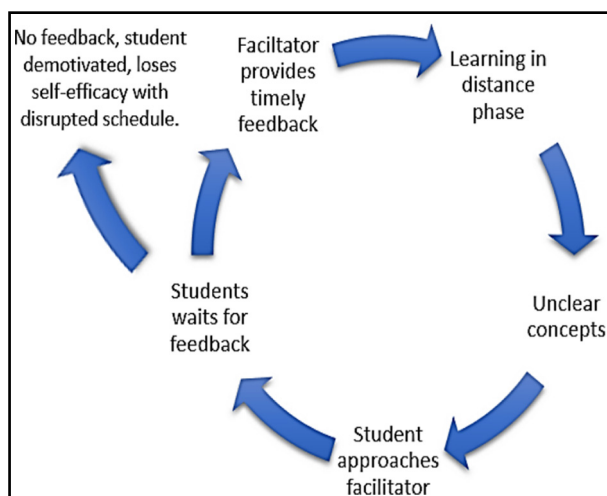 No feedback, student
demotivated, loses
self-efficacy with
disrupted schedule.
Faciltator
provides
timely
feedback
Learning in
distance
phase
Unclear
concepts
Student
approaches
facilitator
Students
waits for
feedback